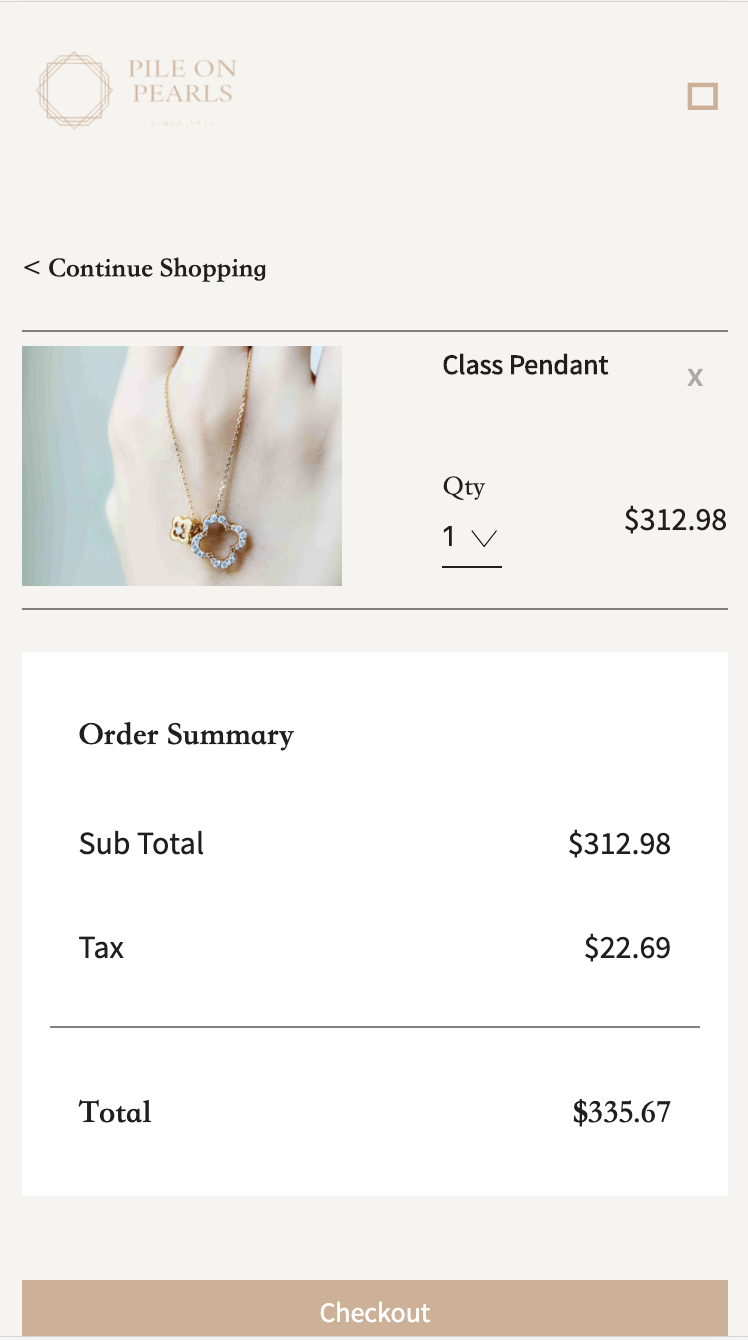 PILE ON
PEARLS
< Continue Shopping
Class Pendant
x
Qty
1
$312.98
Order Summary
Sub Total $312.98
Tax $22.69
Total $335.67
Checkout